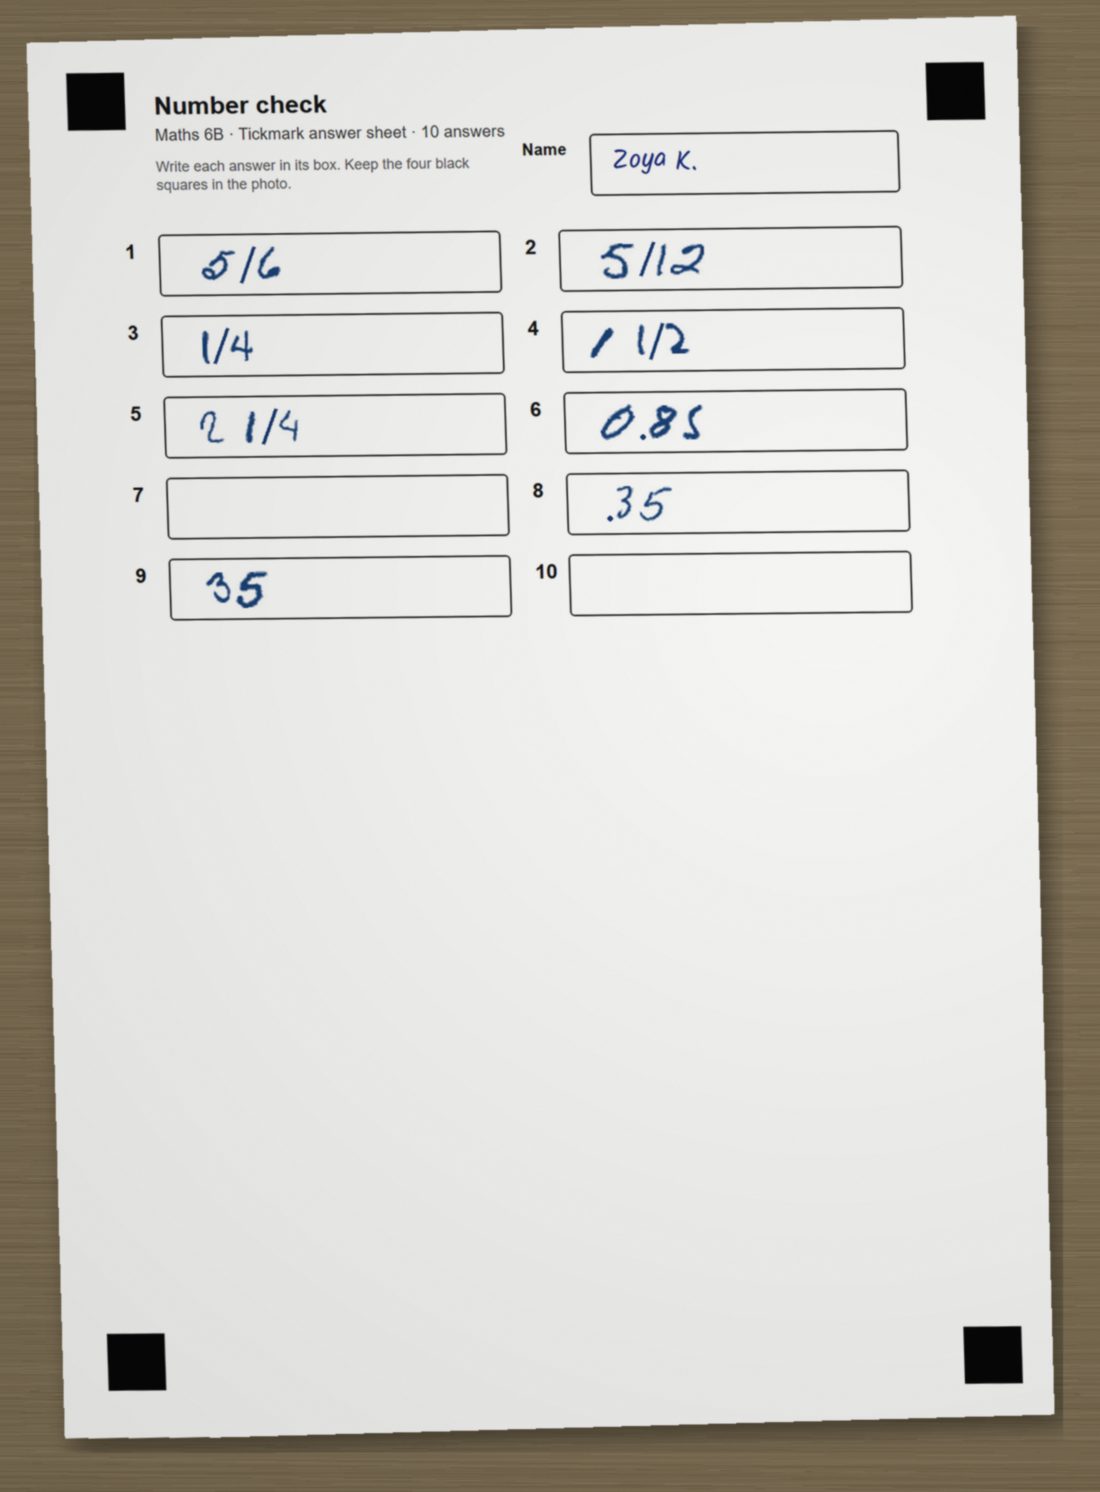 Number check
Maths 6B · Tickmark answer sheet · 10 answers
Write each answer in its box. Keep the four black
squares in the photo.
Name Zoya K.
1 5/6
2 5/12
3 1/4
4 1 1/2
5 2 1/4
6 0.85
7
8 .35
9 35
10